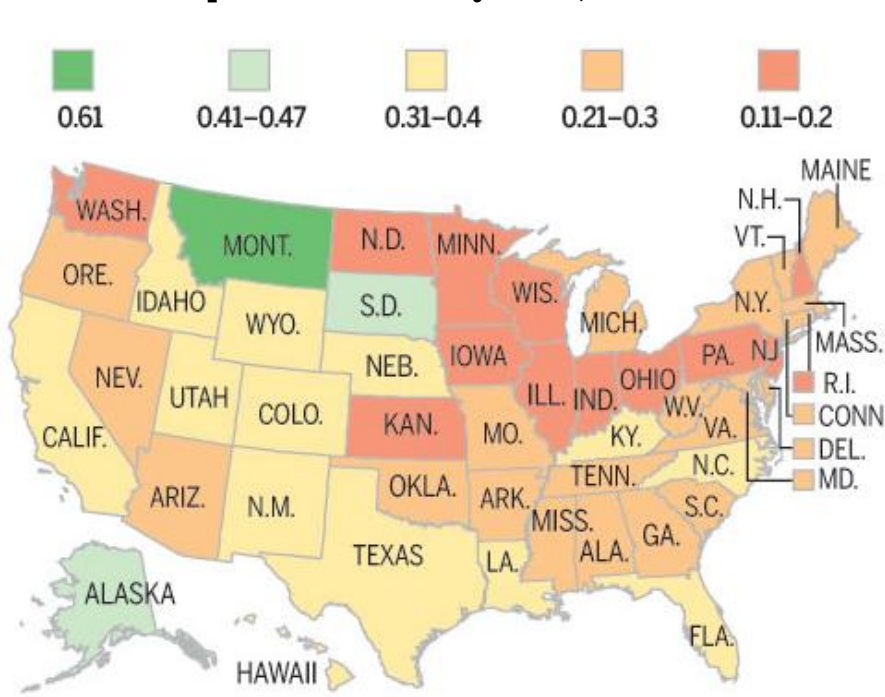 0.61 0.41–0.47 0.31–0.4 0.21–0.3 0.11–0.2
MAINE
N.H.
VT.
WASH.
MONT.
N.D.
MINN.
ORE.
IDAHO
S.D.
WIS.
N.Y.
WYO.
MICH.
MASS.
IOWA
PA.
NJ
NEB.
NEV.
OHIO
R.I.
UTAH
ILL.
IND.
COLO.
W.V.
CONN
KAN.
MO.
KY.
VA.
CALIF.
DEL.
N.C.
MD.
TENN.
OKLA.
ARIZ.
ARK.
N.M.
S.C.
MISS.
GA.
ALA.
TEXAS
LA.
ALASKA
FLA.
HAWAII